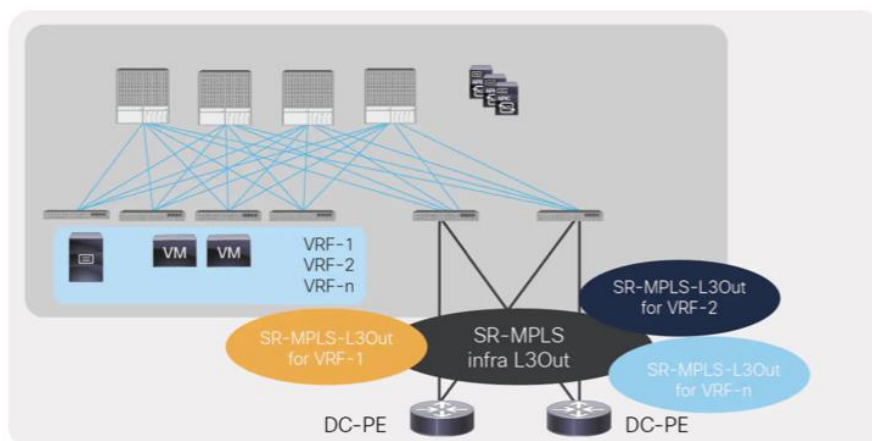 VM
VM
VRF-1
VRF-2
VRF-n
SR-MPLS-L3Out
for VRF-2
SR-MPLS-L3Out
for VRF-1
SR-MPLS
infra L3Out
SR-MPLS-L3Out
for VRF-n
DC-PE
DC-PE